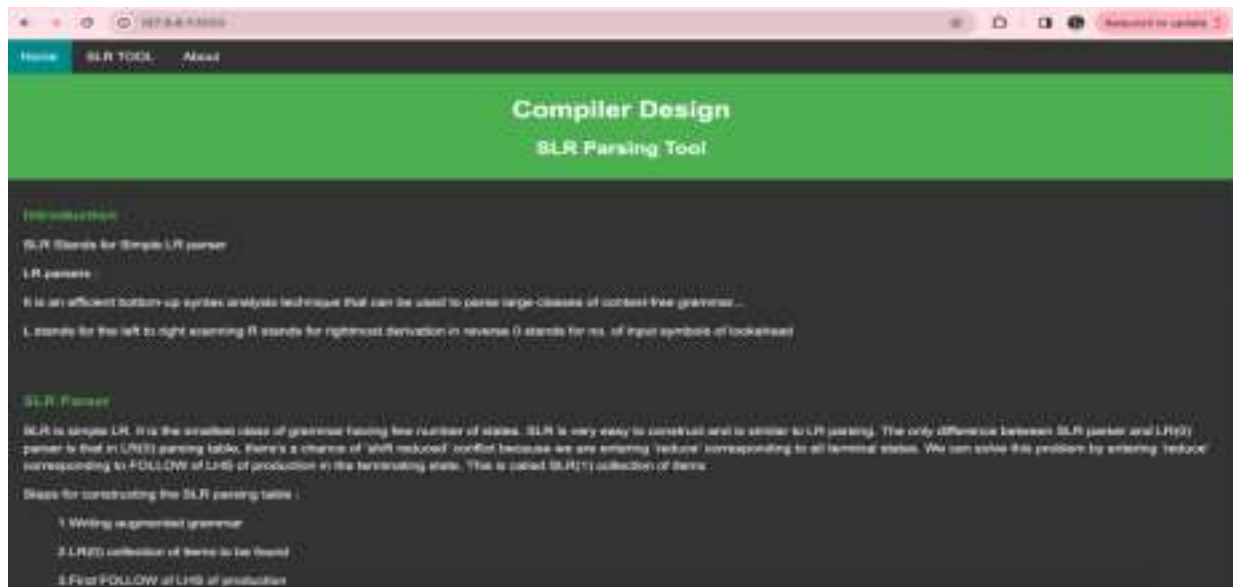 Home SLR TOOL About
Compiler Design
SLR Parsing Tool
Introduction
SLR Stands for Simple LR parser
LR parsers :
It is an efficient bottom-up syntax analysis technique that can be used to parse large classes of context-free grammar...
L stands for the left to right scanning R stands for rightmost derivation in reverse 0 stands for no. of input symbols of lookahead
SLR Parser
SLR is simple LR. It is the smallest class of grammar having few number of states. SLR is very easy to construct and is similar to LR parsing. The only difference between SLR parser and LR(0)
parser is that in LR(0) parsing table, there's a chance of 'shift reduced' conflict because we are entering 'reduce' corresponding to all terminal states. We can solve this problem by entering 'reduce'
corresponding to FOLLOW of LHS of production in the terminating state. This is called SLR(1) collection of items
Steps for constructing the SLR parsing table :
1.Writing augmented grammar
2.LR(0) collection of items to be found
3.Find FOLLOW of LHS of production